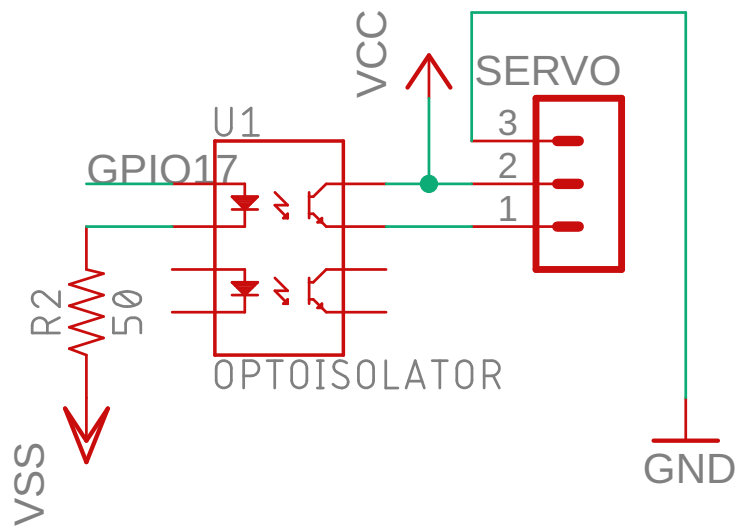 VCC
SERVO
U1
3
GPIO17
2
1
R2
50
OPTOISOLATOR
VSS
GND